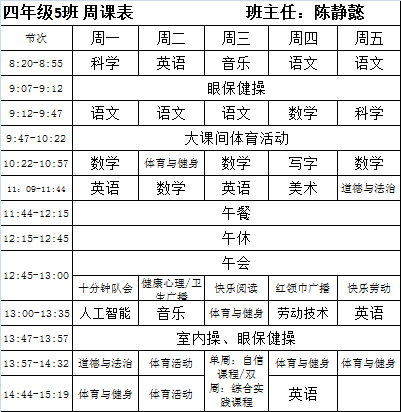 四年级5班 周课表 班主任：陈静懿
节次 周一 周二 周三 周四 周五
8:20-8:55 科学 英语 音乐 语文 语文
9:07-9:12 眼保健操
9:12-9:47 语文 语文 语文 数学 科学
9:47-10:22 大课间体育活动
10:22-10:57 数学 体育与健身 数学 写字 数学
11：09-11:44 英语 数学 英语 美术 道德与法治
11:44-12:15 午餐
12:15-12:45 午休
12:45-13:00 午会
十分钟队会 健康心理/卫生广播 快乐阅读 红领巾广播 快乐劳动
13:00-13:35 人工智能 音乐 体育与健身 劳动技术 英语
13:47-13:57 室内操、眼保健操
13:57-14:32 道德与法治 体育活动 单周：自信课程/双周：综合实践课程 体育与健身 体育与健身
14:44-15:19 体育与健身 体育活动 英语